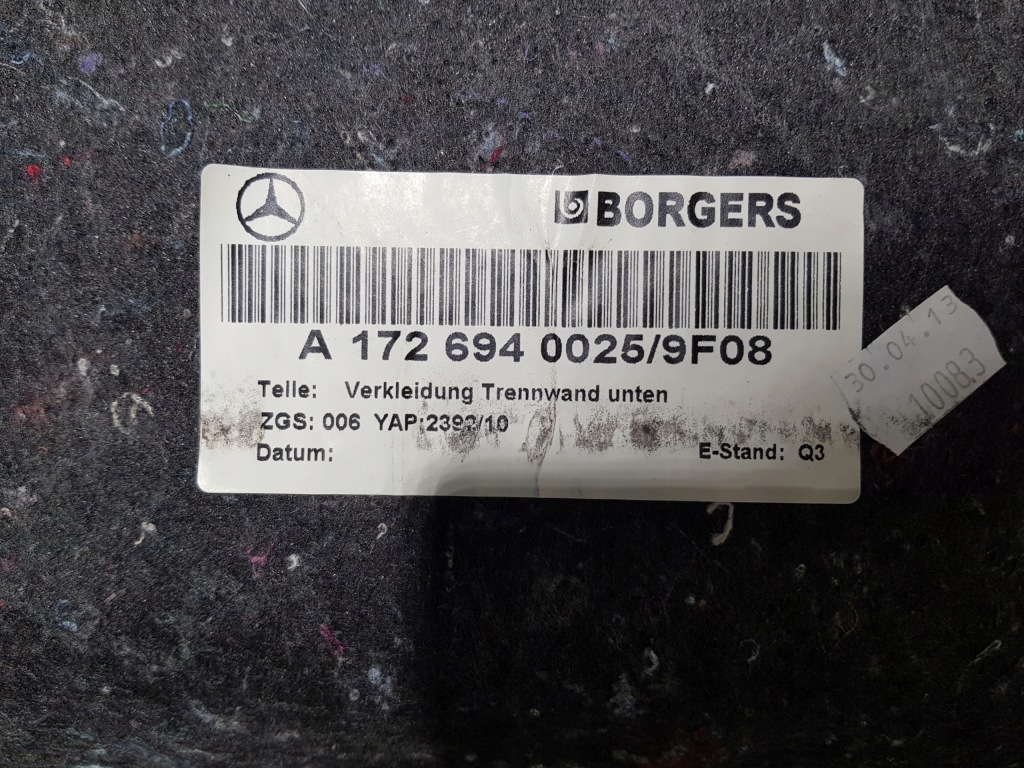 BORGERS
A 172 694 0025/9F08
Teile: Verkleidung Trennwand unten
ZGS: 006 YAP:2392/10
Datum:
E-Stand: Q3
30.04.13
10083